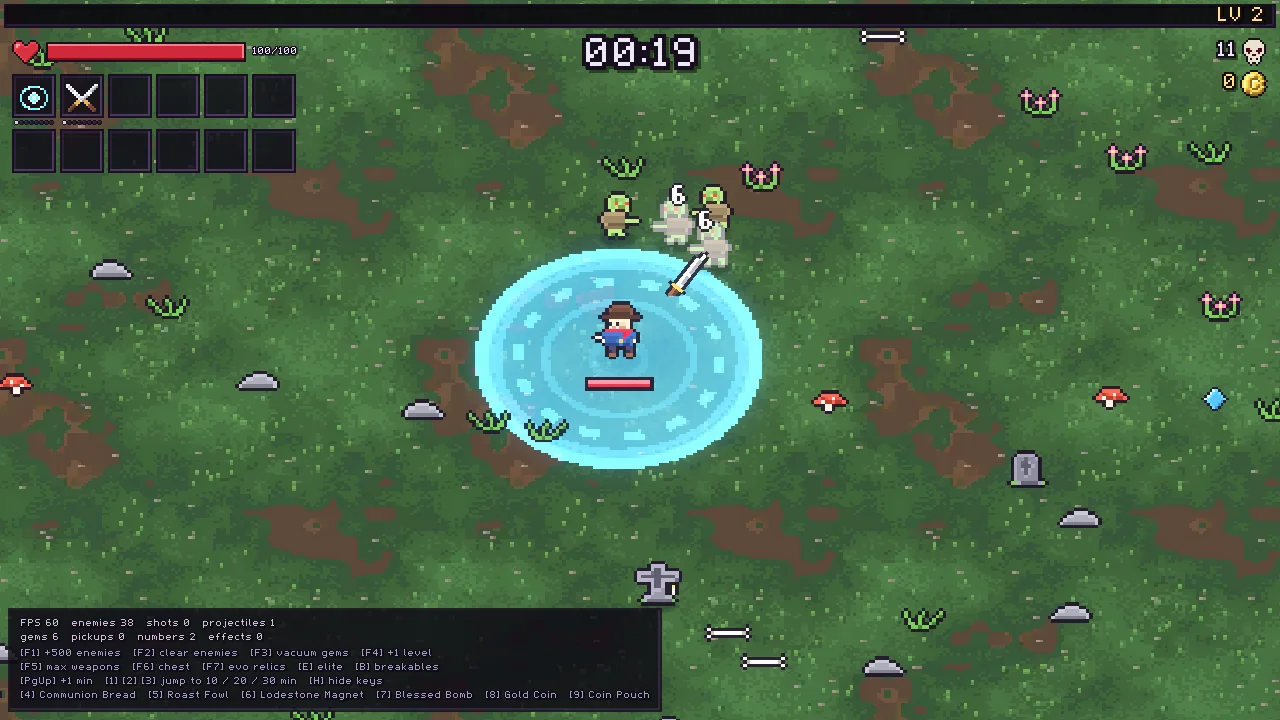 LV 2
100/100
00:19
11
0
6
6
FPS 60 enemies 38 shots 0 projectiles 1
gems 6 pickups 0 numbers 2 effects 0
[F1] +500 enemies [F2] clear enemies [F3] vacuum gems [F4] +1 level
[F5] max weapons [F6] chest [F7] evo relics [E] elite [B] breakables
[PgUp] +1 min [1] [2] [3] jump to 10 / 20 / 30 min [H] hide keys
[4] Communion Bread [5] Roast Fowl [6] Lodestone Magnet [7] Blessed Bomb [8] Gold Coin [9] Coin Pouch